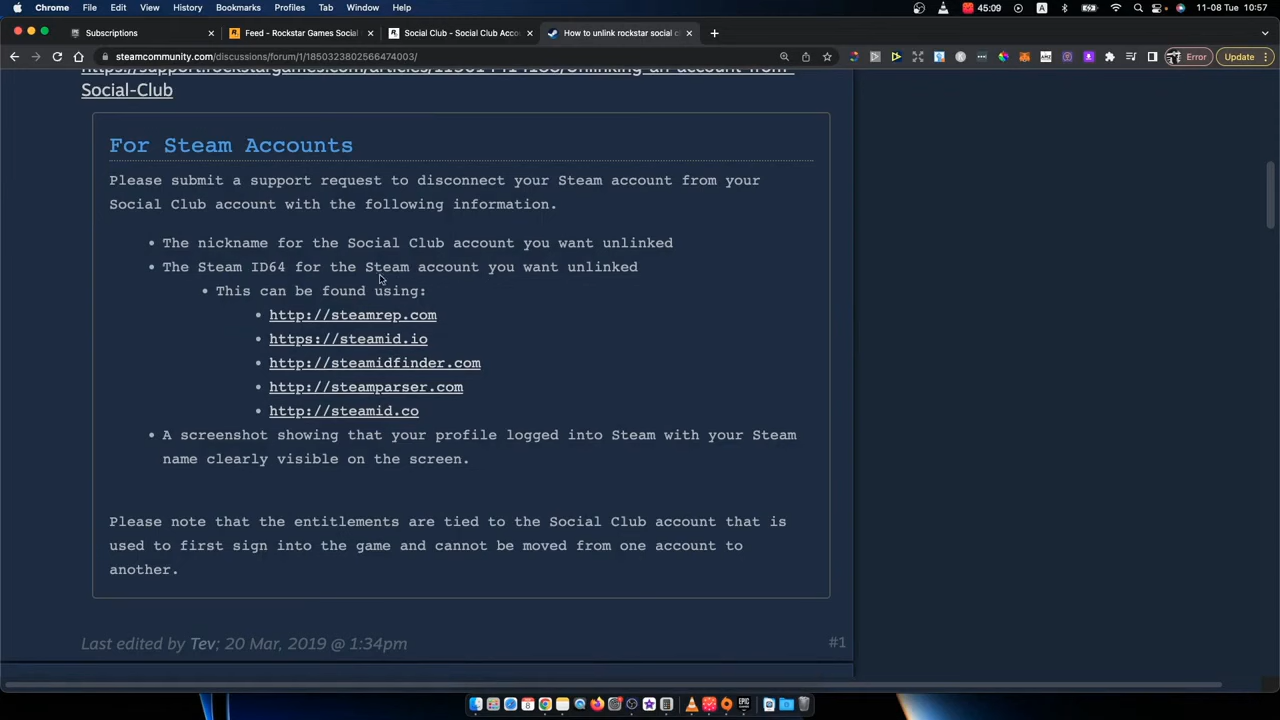 Chrome File Edit View History Bookmarks Profiles Tab Window Help 45:09 A 11-08 Tue 10:57
Subscriptions Feed - Rockstar Games Social Social Club - Social Club Acco How to unlink rockstar social c
steamcommunity.com/discussions/forum/1/1850323802566474003/ Error Update
Social-Club
For Steam Accounts
Please submit a support request to disconnect your Steam account from your
Social Club account with the following information.
The nickname for the Social Club account you want unlinked
The Steam ID64 for the Steam account you want unlinked
This can be found using:
http://steamrep.com
https://steamid.io
http://steamidfinder.com
http://steamparser.com
http://steamid.co
A screenshot showing that your profile logged into Steam with your Steam
name clearly visible on the screen.
Please note that the entitlements are tied to the Social Club account that is
used to first sign into the game and cannot be moved from one account to
another.
Last edited by Tev; 20 Mar, 2019 @ 1:34pm #1